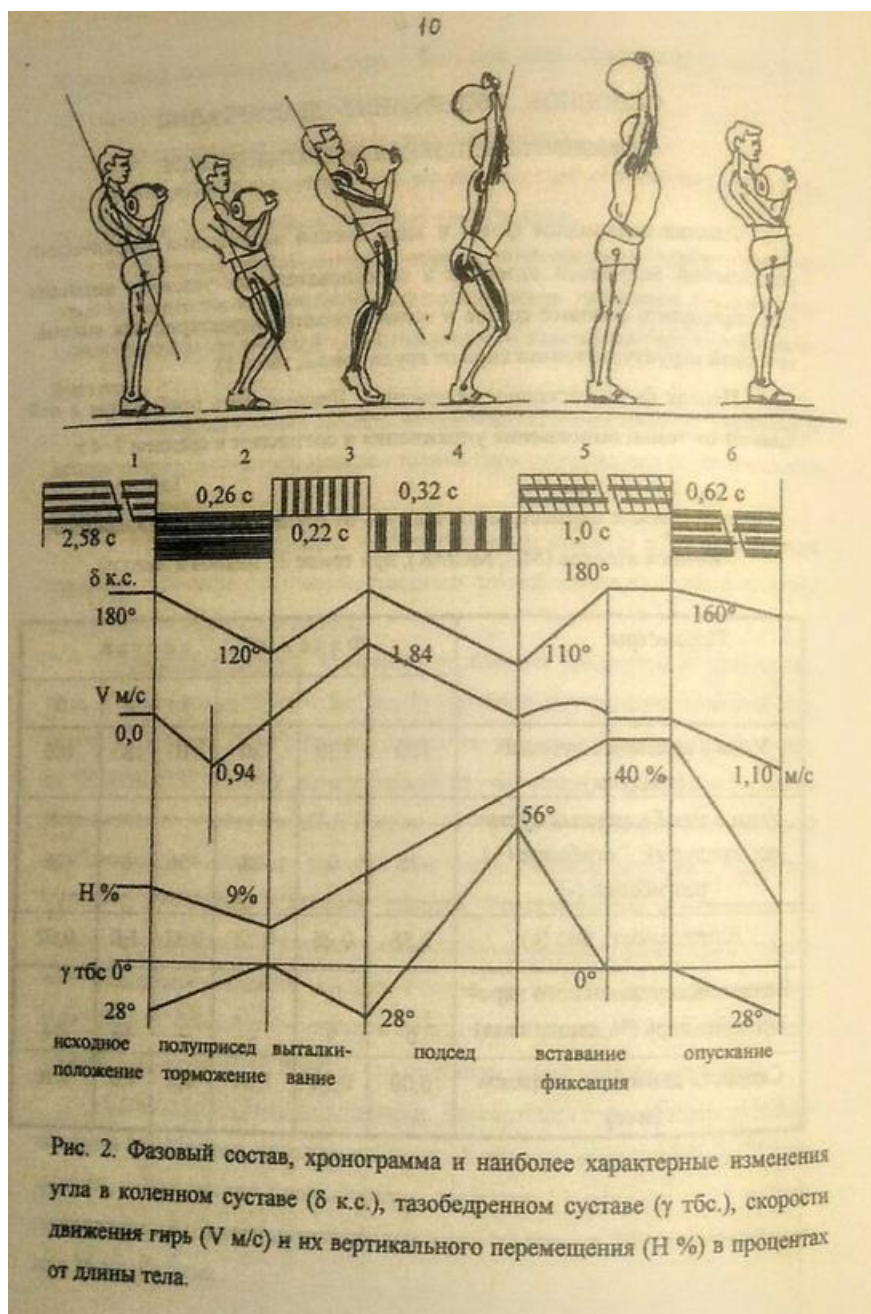 10
1 2 3 4 5 6
0,26 с 0,32 с 0,62 с
2,58 с 0,22 с 1,0 с
δ к.с. 180°
180° 160°
120° 110°
1,84
V м/с
0,0
0,94 40 % 1,10 м/с
56°
Н % 9%
γ тбс 0° 0°
28° 28° 28°
исходное полуприсед выталки- подсед вставание опускание
положение торможение вание фиксация
Рис. 2. Фазовый состав, хронограмма и наиболее характерные изменения
угла в коленном суставе (δ к.с.), тазобедренном суставе (γ тбс.), скорости
движения гирь (V м/с) и их вертикального перемещения (Н %) в процентах
от длины тела.